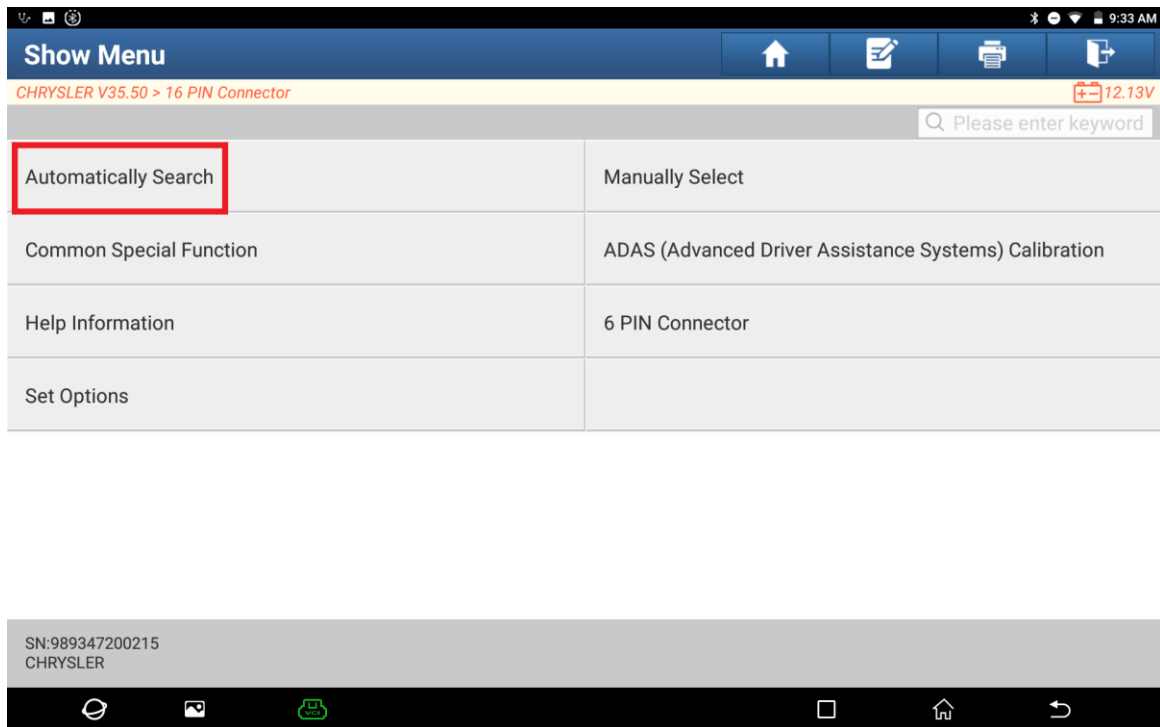 9:33 AM
Show Menu
CHRYSLER V35.50 > 16 PIN Connector
12.13V
Please enter keyword
Automatically Search
Manually Select
Common Special Function
ADAS (Advanced Driver Assistance Systems) Calibration
Help Information
6 PIN Connector
Set Options
SN:989347200215
CHRYSLER
VCI